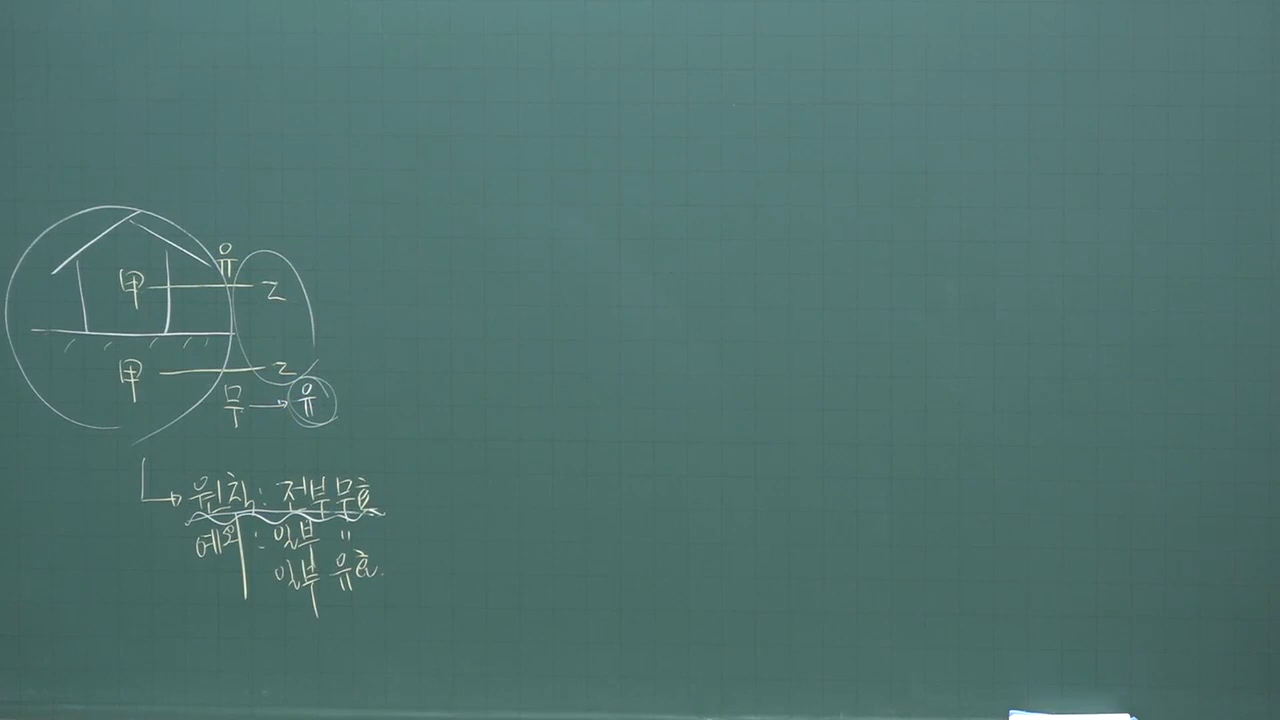 유
甲 乙
甲 乙
무 → 유
원칙 : 전부무효
예외 : 일부 〃
일부 유효.